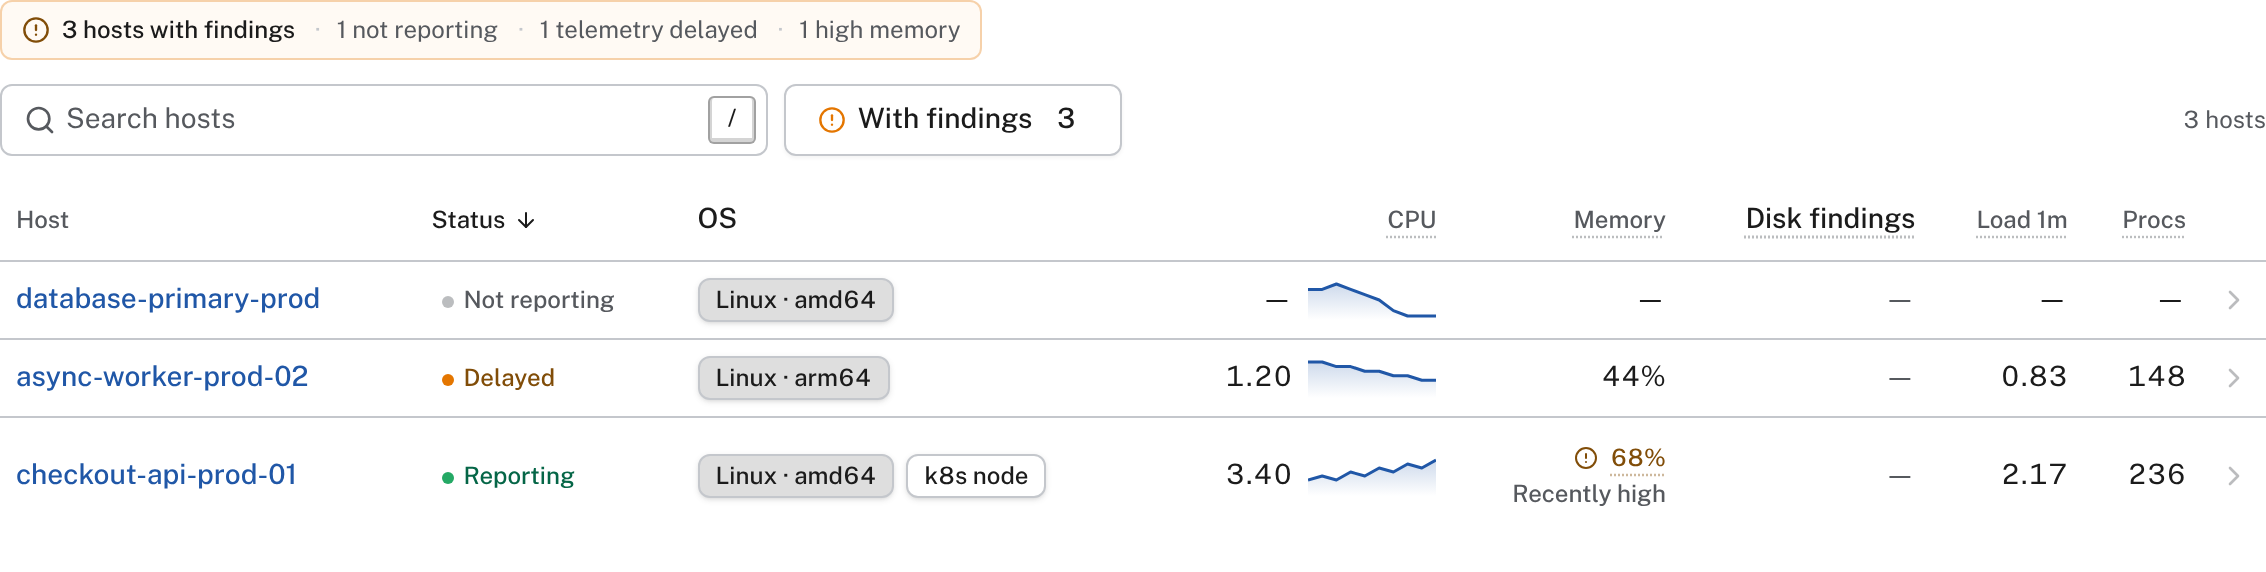 3 hosts with findings · 1 not reporting · 1 telemetry delayed · 1 high memory
Search hosts /
With findings 3
3 hosts
Host Status ↓ OS CPU Memory Disk findings Load 1m Procs
database-primary-prod Not reporting Linux · amd64 — — — — —
async-worker-prod-02 Delayed Linux · arm64 1.20 44% — 0.83 148
checkout-api-prod-01 Reporting Linux · amd64 k8s node 3.40 68% — 2.17 236
Recently high